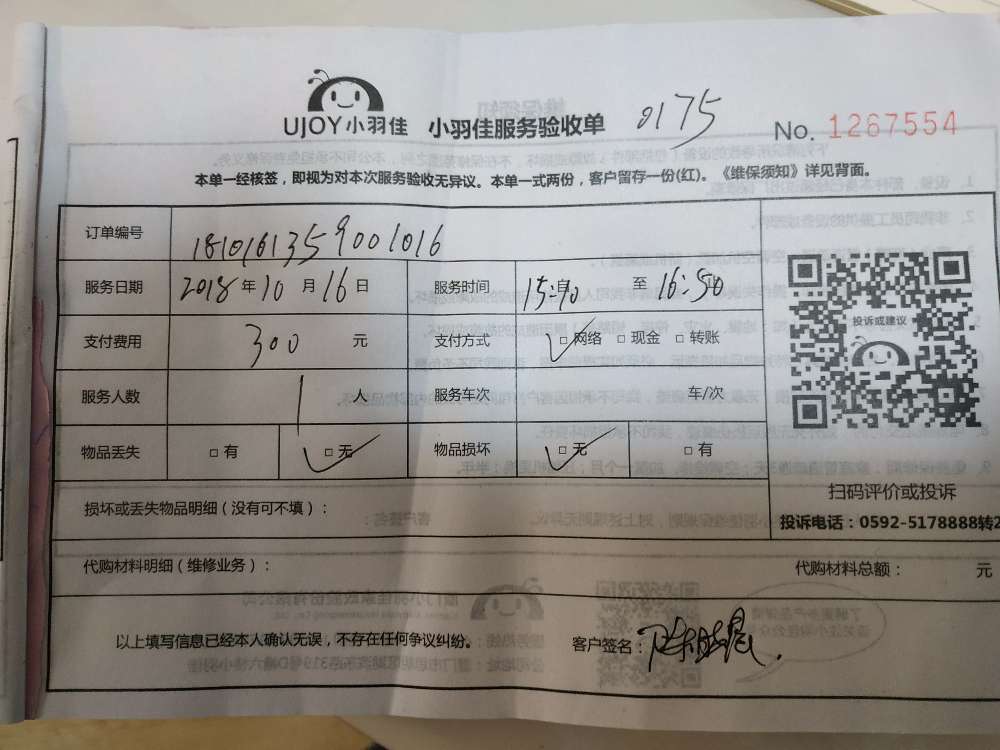 UJOY小羽佳 小羽佳服务验收单 0175 No. 1267554
本单一经核签，即视为对本次服务验收无异议。本单一式两份，客户留存一份(红)。《维保须知》详见背面。
订单编号 1810161359001016
服务日期 2018年10月16日 服务时间 至 16:50
支付费用 300 元 支付方式 □网络 □现金 □转账
投诉或建议
服务人数 1 人 服务车次 车/次
物品丢失 □有 □无 物品损坏 □无 □有
扫码评价或投诉
损坏或丢失物品明细（没有可不填）：
投诉电话：0592-5178888转2
代购材料明细（维修业务）： 代购材料总额： 元
以上填写信息已经本人确认无误，不存在任何争议纠纷。 客户签名：